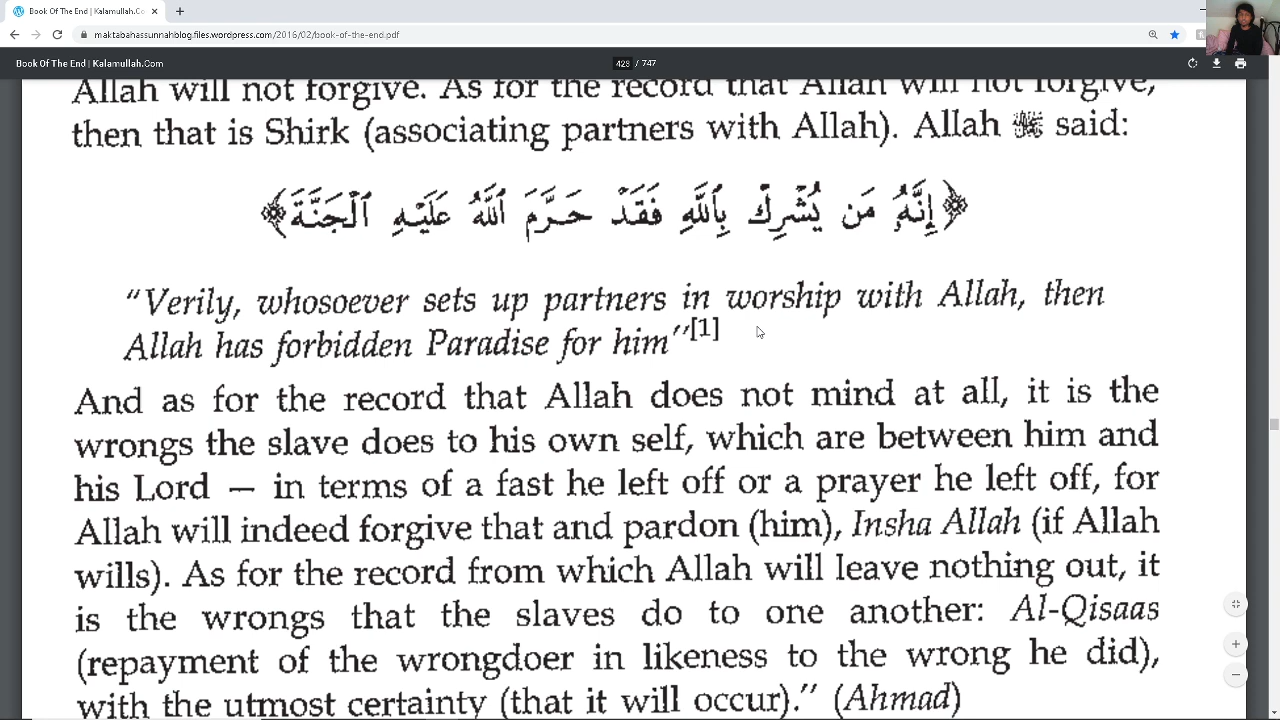 Book Of The End | Kalamullah.Co
maktabahassunnahblog.files.wordpress.com/2016/02/book-of-the-end.pdf
Book Of The End | Kalamullah.Com
423 / 747
Allah will not forgive. As for the record that Allah will not forgive,
then that is Shirk (associating partners with Allah). Allah ﷻ said:
﴿إِنَّهُۥ مَن يُشْرِكْ بِٱللَّهِ فَقَدْ حَرَّمَ ٱللَّهُ عَلَيْهِ ٱلْجَنَّةَ﴾
"Verily, whosoever sets up partners in worship with Allah, then
Allah has forbidden Paradise for him"[1]
And as for the record that Allah does not mind at all, it is the
wrongs the slave does to his own self, which are between him and
his Lord — in terms of a fast he left off or a prayer he left off, for
Allah will indeed forgive that and pardon (him), Insha Allah (if Allah
wills). As for the record from which Allah will leave nothing out, it
is the wrongs that the slaves do to one another: Al-Qisaas
(repayment of the wrongdoer in likeness to the wrong he did),
with the utmost certainty (that it will occur)." (Ahmad)